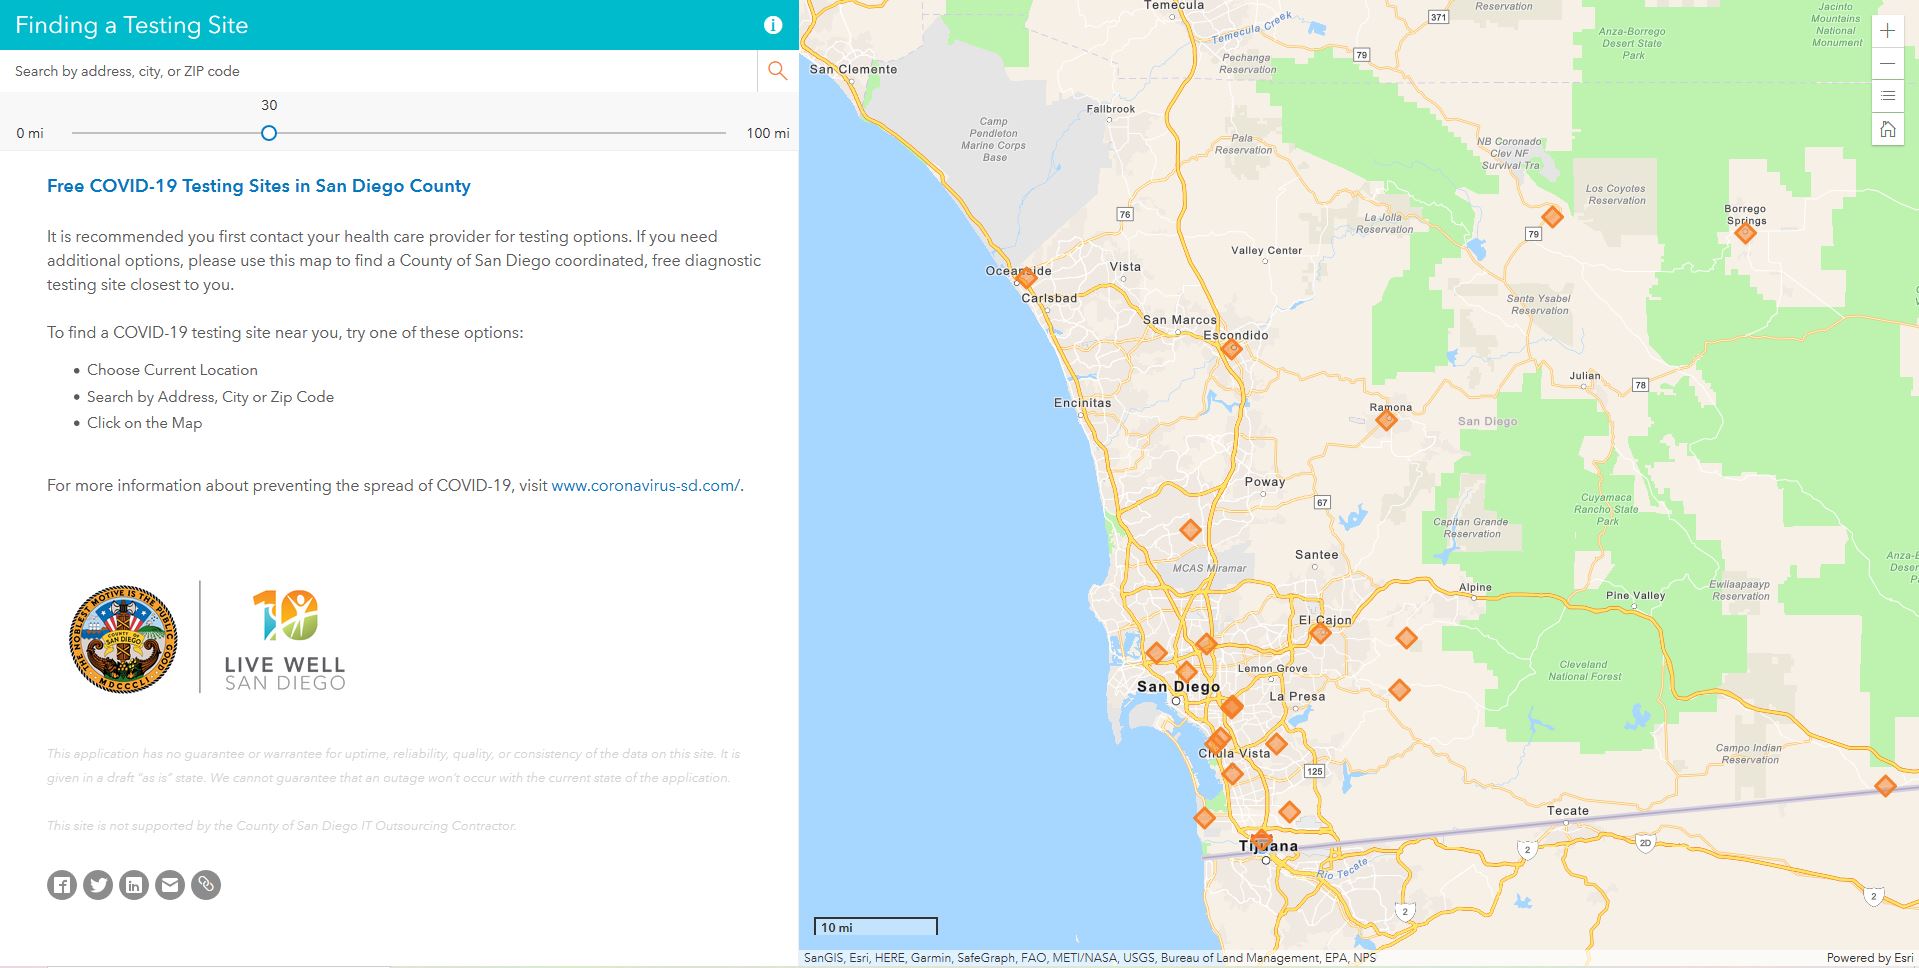 Finding a Testing Site
Search by address, city, or ZIP code
30
0 mi
100 mi
Free COVID-19 Testing Sites in San Diego County
It is recommended you first contact your health care provider for testing options. If you need
additional options, please use this map to find a County of San Diego coordinated, free diagnostic
testing site closest to you.
To find a COVID-19 testing site near you, try one of these options:
• Choose Current Location
• Search by Address, City or Zip Code
• Click on the Map
For more information about preventing the spread of COVID-19, visit www.coronavirus-sd.com/.
THE NOBLEST MOTIVE IS THE PUBLIC GOOD
COUNTY OF
SAN DIEGO
MDCCCLI
10
LIVE WELL
SAN DIEGO
This application has no guarantee or warrantee for uptime, reliability, quality, or consistency of the data on this site. It is
given in a draft "as is" state. We cannot guarantee that an outage won't occur with the current state of the application.
This site is not supported by the County of San Diego IT Outsourcing Contractor.
Temecula
Temecula Creek
371
Reservation
Jacinto
Mountains
National
Monument
Anza-Borrego
Desert State
Park
79
Pechanga
Reservation
San Clemente
Fallbrook
Camp
Pendleton
Marine Corps
Base
Pala
Reservation
NB Coronado
Clev NF
Survival Tra
Los Coyotes
Reservation
76
La Jolla
Reservation
79
Borrego
Springs
Valley Center
Oceanside
Vista
Carlsbad
Santa Ysabel
Reservation
San Marcos
Escondido
Julian
78
Encinitas
Ramona
San Diego
Poway
67
Cuyamaca
Rancho State
Park
Capitan Grande
Reservation
Santee
MCAS Miramar
Anza-B
Deser
P
Alpine
Pine Valley
Ewiiaapaayp
Reservation
El Cajon
Lemon Grove
San Diego
La Presa
Cleveland
National Forest
Chula Vista
125
Campo Indian
Reservation
Tecate
Tijuana
2
2D
Rio Tecate
2
2
10 mi
SanGIS, Esri, HERE, Garmin, SafeGraph, FAO, METI/NASA, USGS, Bureau of Land Management, EPA, NPS
Powered by Esri